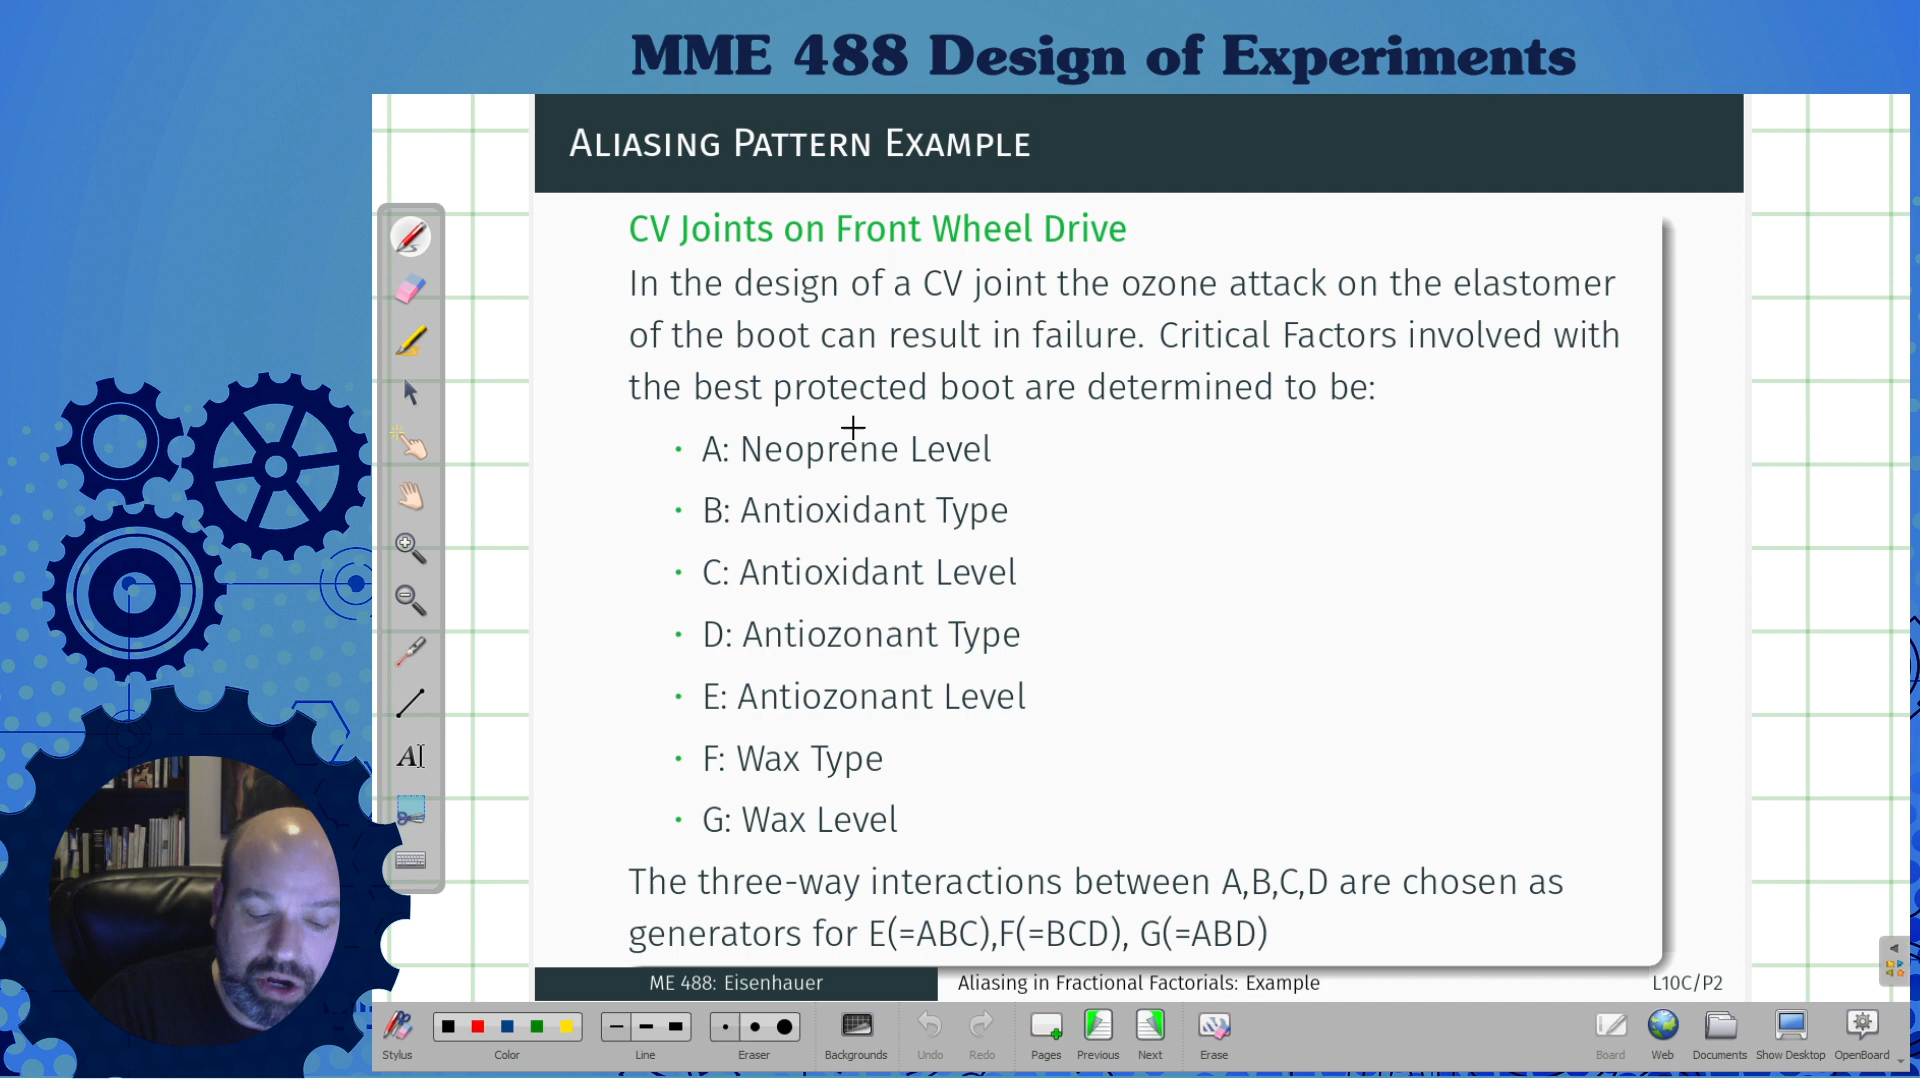 MME 488 Design of Experiments
Aliasing Pattern Example
CV Joints on Front Wheel Drive
In the design of a CV joint the ozone attack on the elastomer
of the boot can result in failure. Critical Factors involved with
the best protected boot are determined to be:
• A: Neoprene Level
• B: Antioxidant Type
• C: Antioxidant Level
• D: Antiozonant Type
• E: Antiozonant Level
• F: Wax Type
• G: Wax Level
The three-way interactions between A,B,C,D are chosen as
generators for E(=ABC),F(=BCD), G(=ABD)
ME 488: Eisenhauer
Aliasing in Fractional Factorials: Example
L10C/P2
AI
Stylus
Color
Line
Eraser
Backgrounds
Undo
Redo
Pages
Previous
Next
Erase
Board
Web
Documents
Show Desktop
OpenBoard